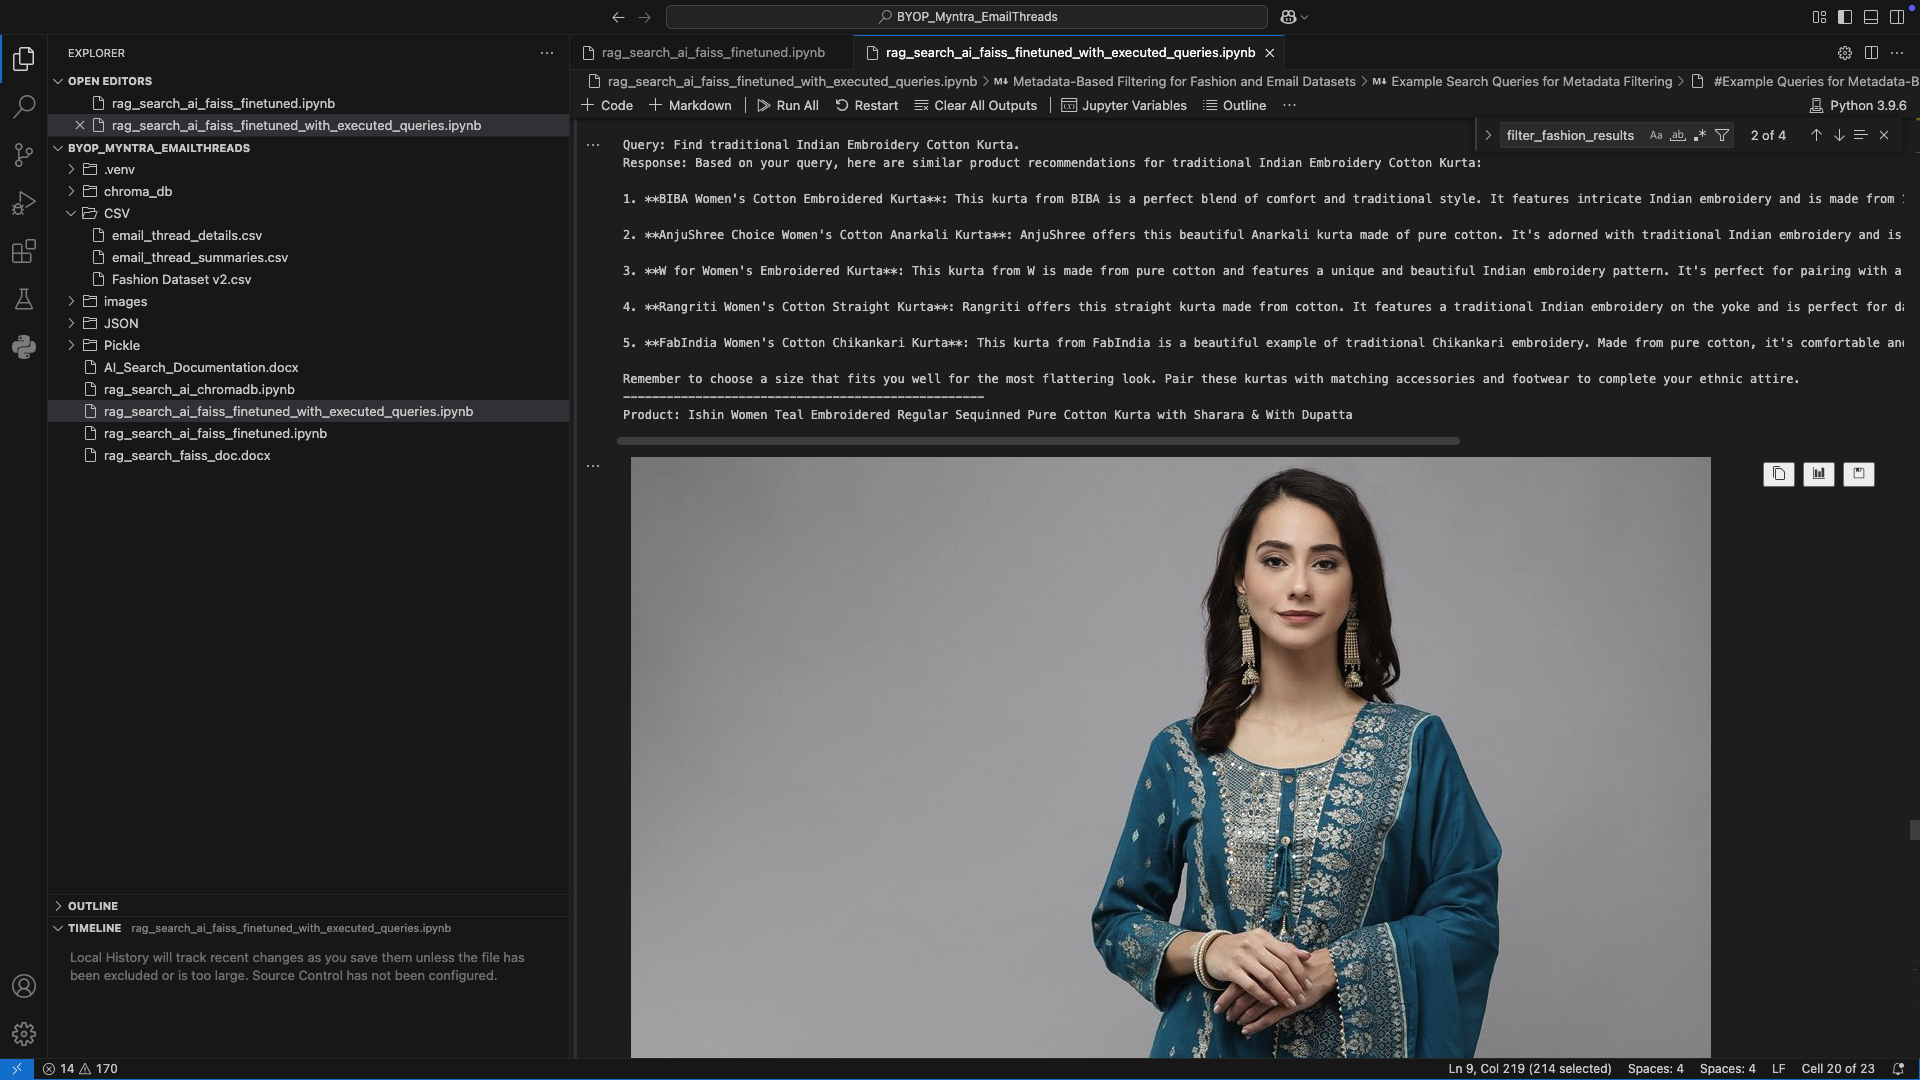 BYOP_Myntra_EmailThreads
EXPLORER
OPEN EDITORS
rag_search_ai_faiss_finetuned.ipynb
rag_search_ai_faiss_finetuned_with_executed_queries.ipynb
BYOP_MYNTRA_EMAILTHREADS
.venv
chroma_db
CSV
email_thread_details.csv
email_thread_summaries.csv
Fashion Dataset v2.csv
images
JSON
Pickle
AI_Search_Documentation.docx
rag_search_ai_chromadb.ipynb
rag_search_ai_faiss_finetuned_with_executed_queries.ipynb
rag_search_ai_faiss_finetuned.ipynb
rag_search_faiss_doc.docx
OUTLINE
TIMELINE rag_search_ai_faiss_finetuned_with_executed_queries.ipynb
Local History will track recent changes as you save them unless the file has
been excluded or is too large. Source Control has not been configured.
rag_search_ai_faiss_finetuned.ipynb rag_search_ai_faiss_finetuned_with_executed_queries.ipynb
rag_search_ai_faiss_finetuned_with_executed_queries.ipynb > M↓ Metadata-Based Filtering for Fashion and Email Datasets > M↓ Example Search Queries for Metadata Filtering > #Example Queries for Metadata-B
Code Markdown Run All Restart Clear All Outputs Jupyter Variables Outline ... Python 3.9.6
filter_fashion_results Aa ab .* 2 of 4
Query: Find traditional Indian Embroidery Cotton Kurta.
Response: Based on your query, here are similar product recommendations for traditional Indian Embroidery Cotton Kurta:
1. **BIBA Women's Cotton Embroidered Kurta**: This kurta from BIBA is a perfect blend of comfort and traditional style. It features intricate Indian embroidery and is made from
2. **AnjuShree Choice Women's Cotton Anarkali Kurta**: AnjuShree offers this beautiful Anarkali kurta made of pure cotton. It's adorned with traditional Indian embroidery and is
3. **W for Women's Embroidered Kurta**: This kurta from W is made from pure cotton and features a unique and beautiful Indian embroidery pattern. It's perfect for pairing with a
4. **Rangriti Women's Cotton Straight Kurta**: Rangriti offers this straight kurta made from cotton. It features a traditional Indian embroidery on the yoke and is perfect for
5. **FabIndia Women's Cotton Chikankari Kurta**: This kurta from FabIndia is a beautiful example of traditional Chikankari embroidery. Made from pure cotton, it's comfortable
Remember to choose a size that fits you well for the most flattering look. Pair these kurtas with matching accessories and footwear to complete your ethnic attire.
--------------------------------------------------
Product: Ishin Women Teal Embroidered Regular Sequinned Pure Cotton Kurta with Sharara & With Dupatta
14 170 Ln 9, Col 219 (214 selected) Spaces: 4 Spaces: 4 LF Cell 20 of 23